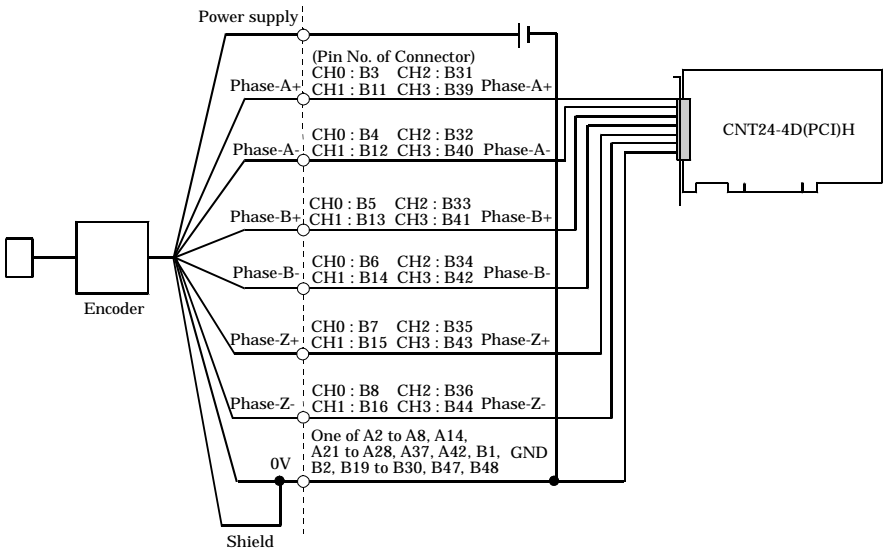 Power supply
(Pin No. of Connector)
CH0 : B3 CH2 : B31
Phase-A+ CH1 : B11 CH3 : B39 Phase-A+
CNT24-4D(PCI)H
CH0 : B4 CH2 : B32
Phase-A- CH1 : B12 CH3 : B40 Phase-A-
CH0 : B5 CH2 : B33
Phase-B+ CH1 : B13 CH3 : B41 Phase-B+
CH0 : B6 CH2 : B34
Phase-B- CH1 : B14 CH3 : B42 Phase-B-
Encoder
CH0 : B7 CH2 : B35
Phase-Z+ CH1 : B15 CH3 : B43 Phase-Z+
CH0 : B8 CH2 : B36
Phase-Z- CH1 : B16 CH3 : B44 Phase-Z-
One of A2 to A8, A14,
A21 to A28, A37, A42, B1, GND
0V B2, B19 to B30, B47, B48
Shield